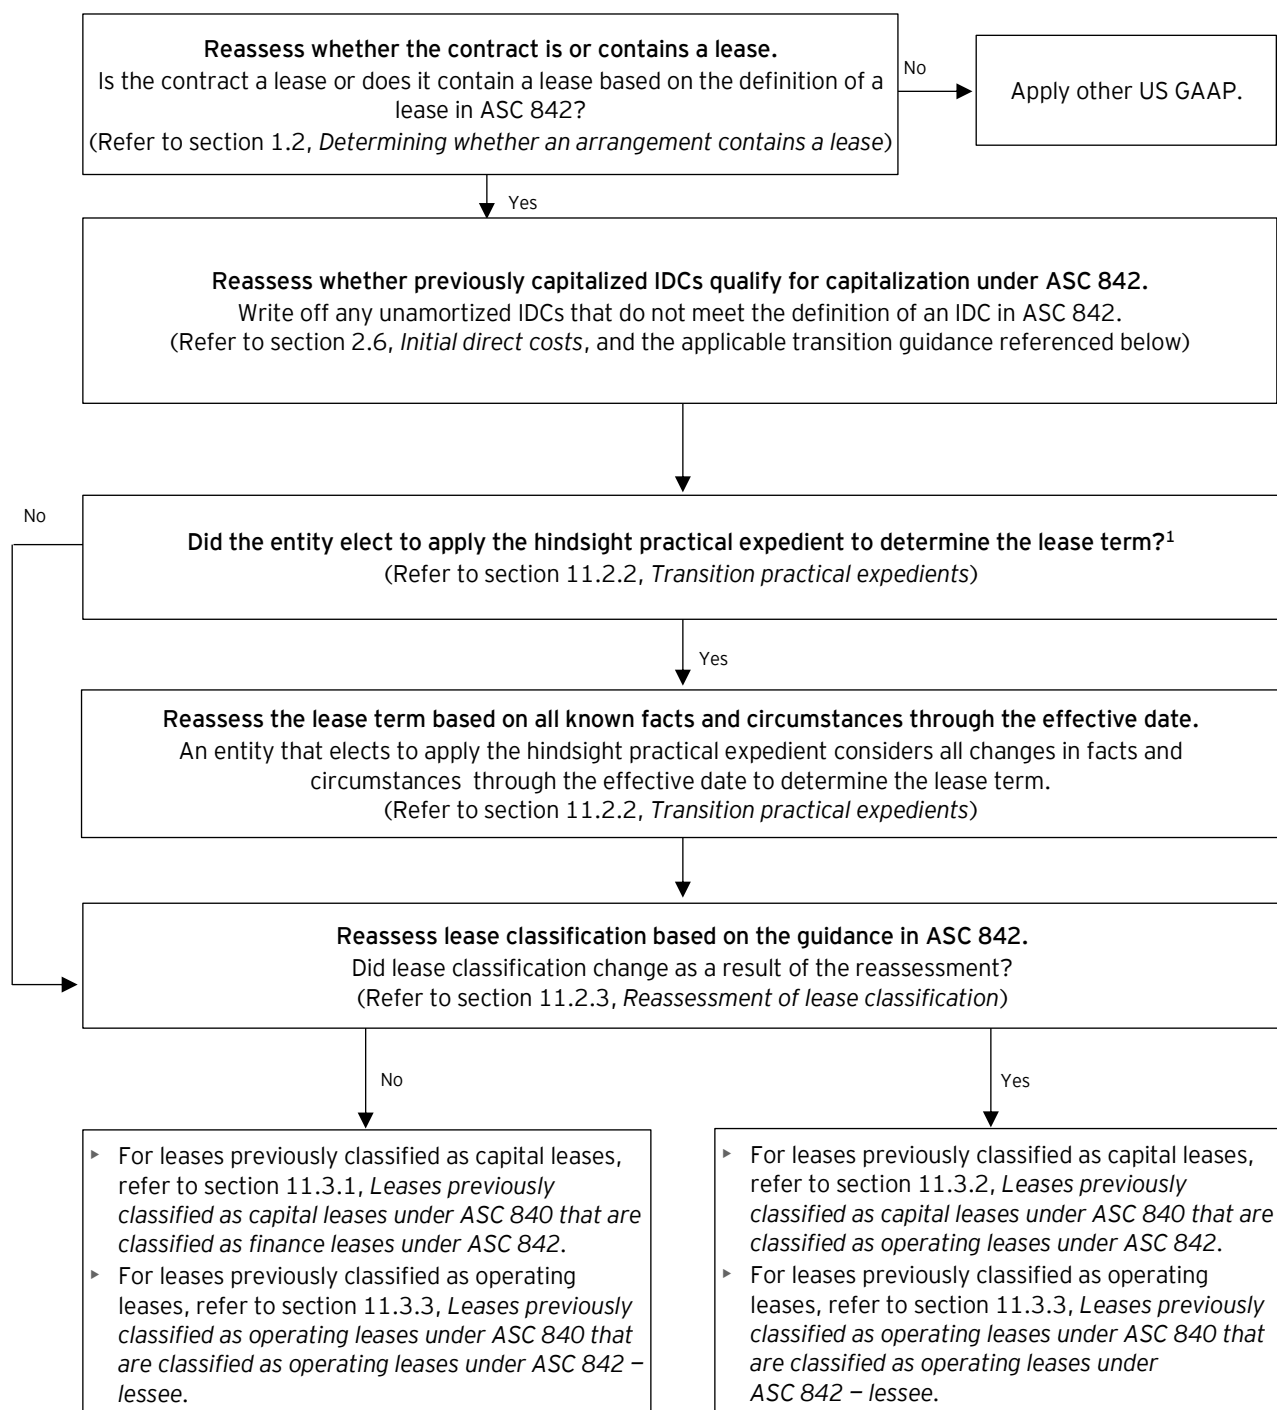 Reassess whether the contract is or contains a lease.
Is the contract a lease or does it contain a lease based on the definition of a
lease in ASC 842?
(Refer to section 1.2, Determining whether an arrangement contains a lease)
No
Apply other US GAAP.
Yes
Reassess whether previously capitalized IDCs qualify for capitalization under ASC 842.
Write off any unamortized IDCs that do not meet the definition of an IDC in ASC 842.
(Refer to section 2.6, Initial direct costs, and the applicable transition guidance referenced below)
No
Did the entity elect to apply the hindsight practical expedient to determine the lease term?¹
(Refer to section 11.2.2, Transition practical expedients)
Yes
Reassess the lease term based on all known facts and circumstances through the effective date.
An entity that elects to apply the hindsight practical expedient considers all changes in facts and
circumstances through the effective date to determine the lease term.
(Refer to section 11.2.2, Transition practical expedients)
Reassess lease classification based on the guidance in ASC 842.
Did lease classification change as a result of the reassessment?
(Refer to section 11.2.3, Reassessment of lease classification)
No
Yes
► For leases previously classified as capital leases,
refer to section 11.3.1, Leases previously
classified as capital leases under ASC 840 that are
classified as finance leases under ASC 842.
► For leases previously classified as operating
leases, refer to section 11.3.3, Leases previously
classified as operating leases under ASC 840 that
are classified as operating leases under ASC 842 –
lessee.
► For leases previously classified as capital leases,
refer to section 11.3.2, Leases previously
classified as capital leases under ASC 840 that are
classified as operating leases under ASC 842.
► For leases previously classified as operating
leases, refer to section 11.3.3, Leases previously
classified as operating leases under ASC 840 that
are classified as operating leases under
ASC 842 – lessee.